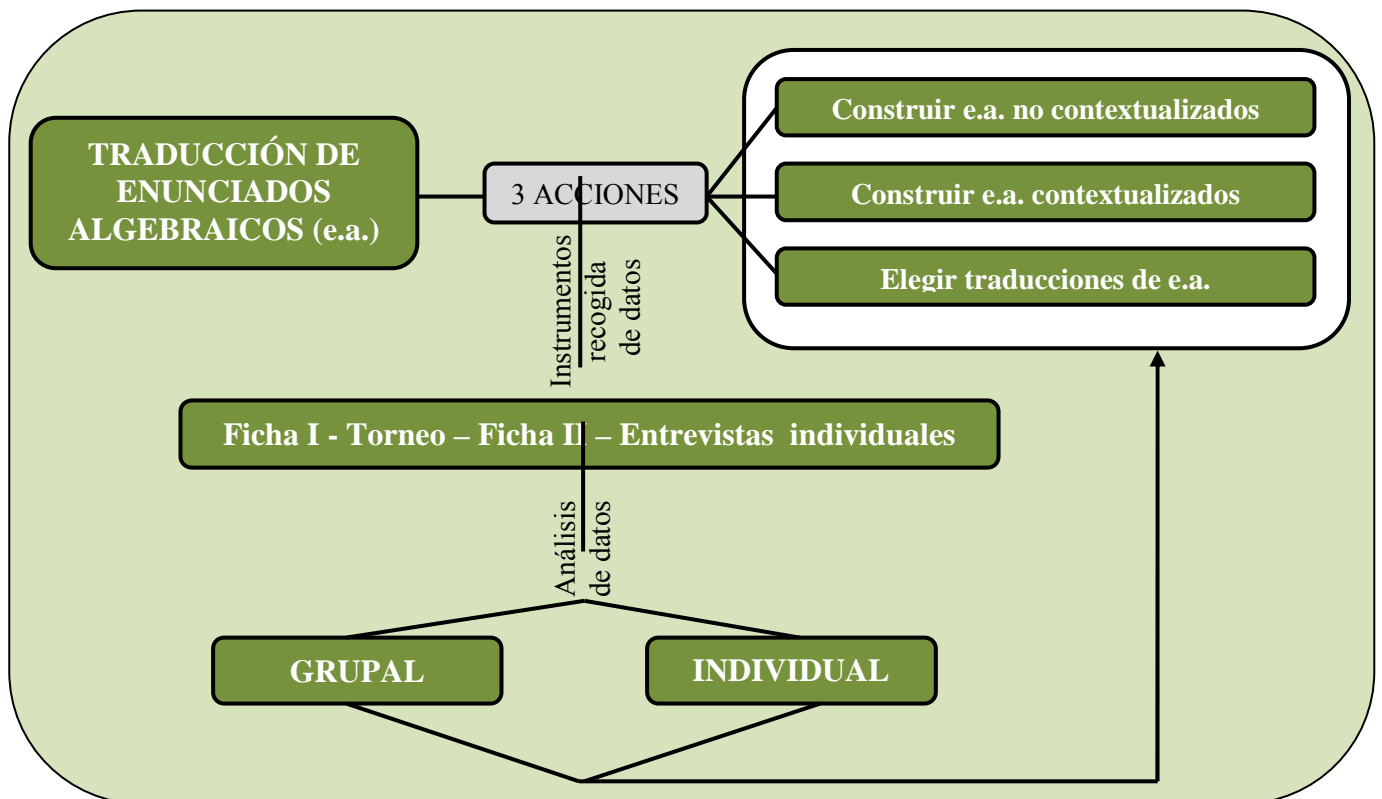 TRADUCCIÓN DE
ENUNCIADOS
ALGEBRAICOS (e.a.)
3 ACCIONES
Construir e.a. no contextualizados
Construir e.a. contextualizados
Elegir traducciones de e.a.
Instrumentos
recogida
de datos
Ficha I - Torneo – Ficha II – Entrevistas individuales
Análisis
de datos
GRUPAL
INDIVIDUAL